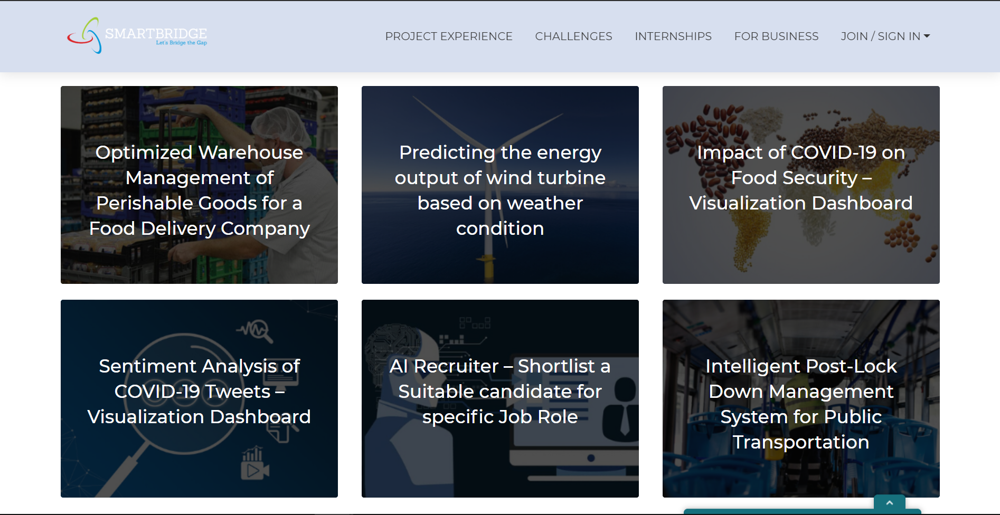 SMARTBRIDGE
Let's Bridge the Gap
PROJECT EXPERIENCE
CHALLENGES
INTERNSHIPS
FOR BUSINESS
JOIN / SIGN IN
Optimized Warehouse
Management of
Perishable Goods for a
Food Delivery Company
Predicting the energy
output of wind turbine
based on weather
condition
Impact of COVID-19 on
Food Security –
Visualization Dashboard
Sentiment Analysis of
COVID-19 Tweets –
Visualization Dashboard
AI Recruiter – Shortlist a
Suitable candidate for
specific Job Role
Intelligent Post-Lock
Down Management
System for Public
Transportation